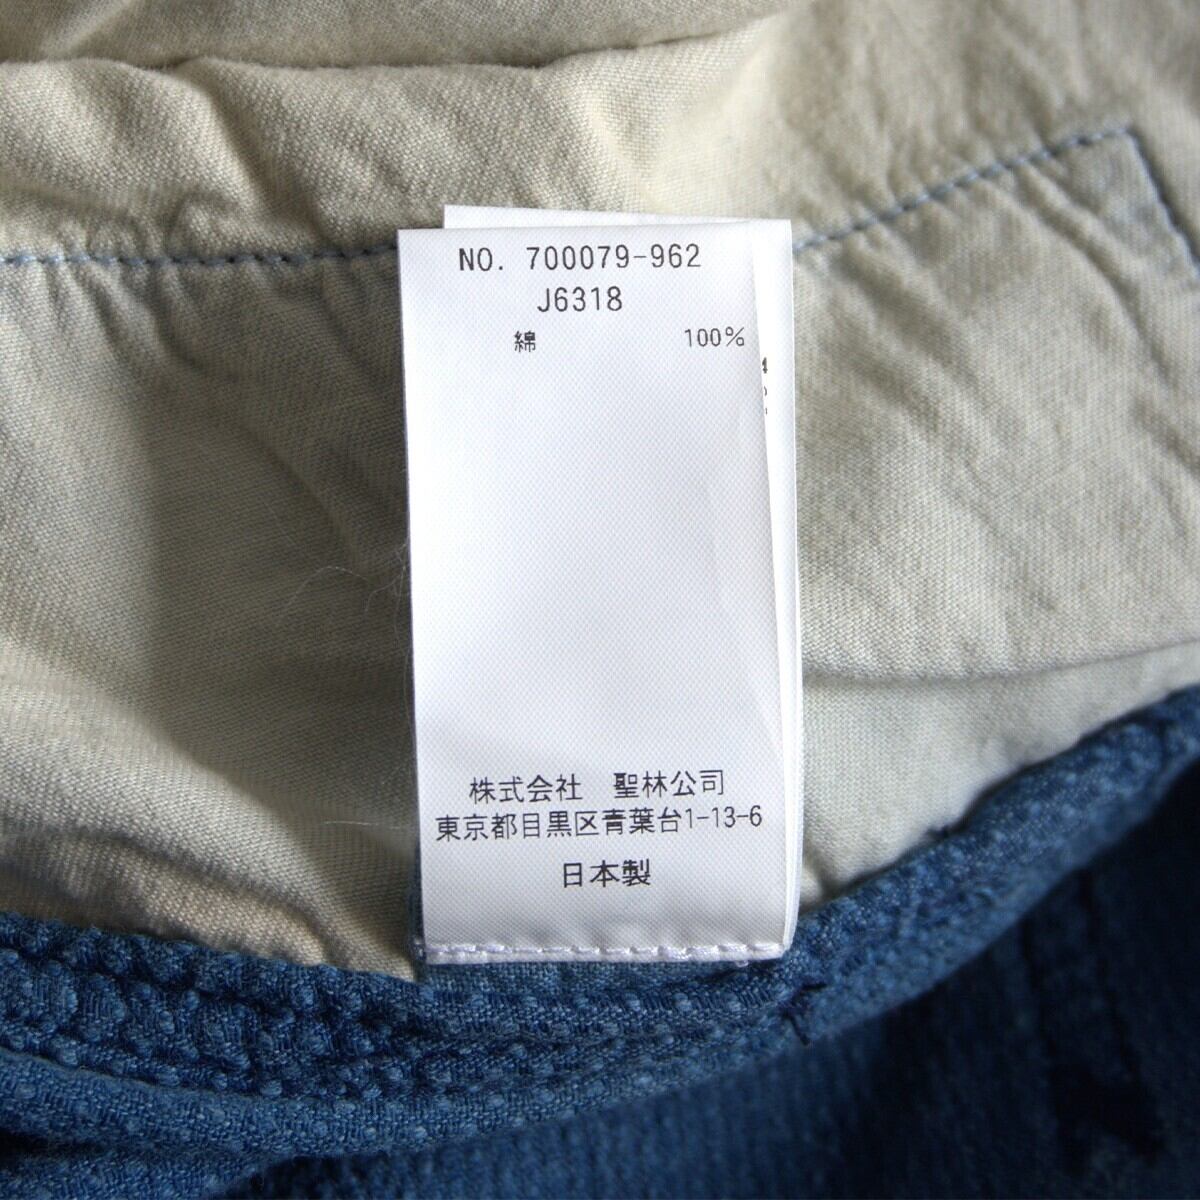 NO. 700079-962
J6318
綿 100%
株式会社 聖林公司
東京都目黒区青葉台1-13-6
日本製